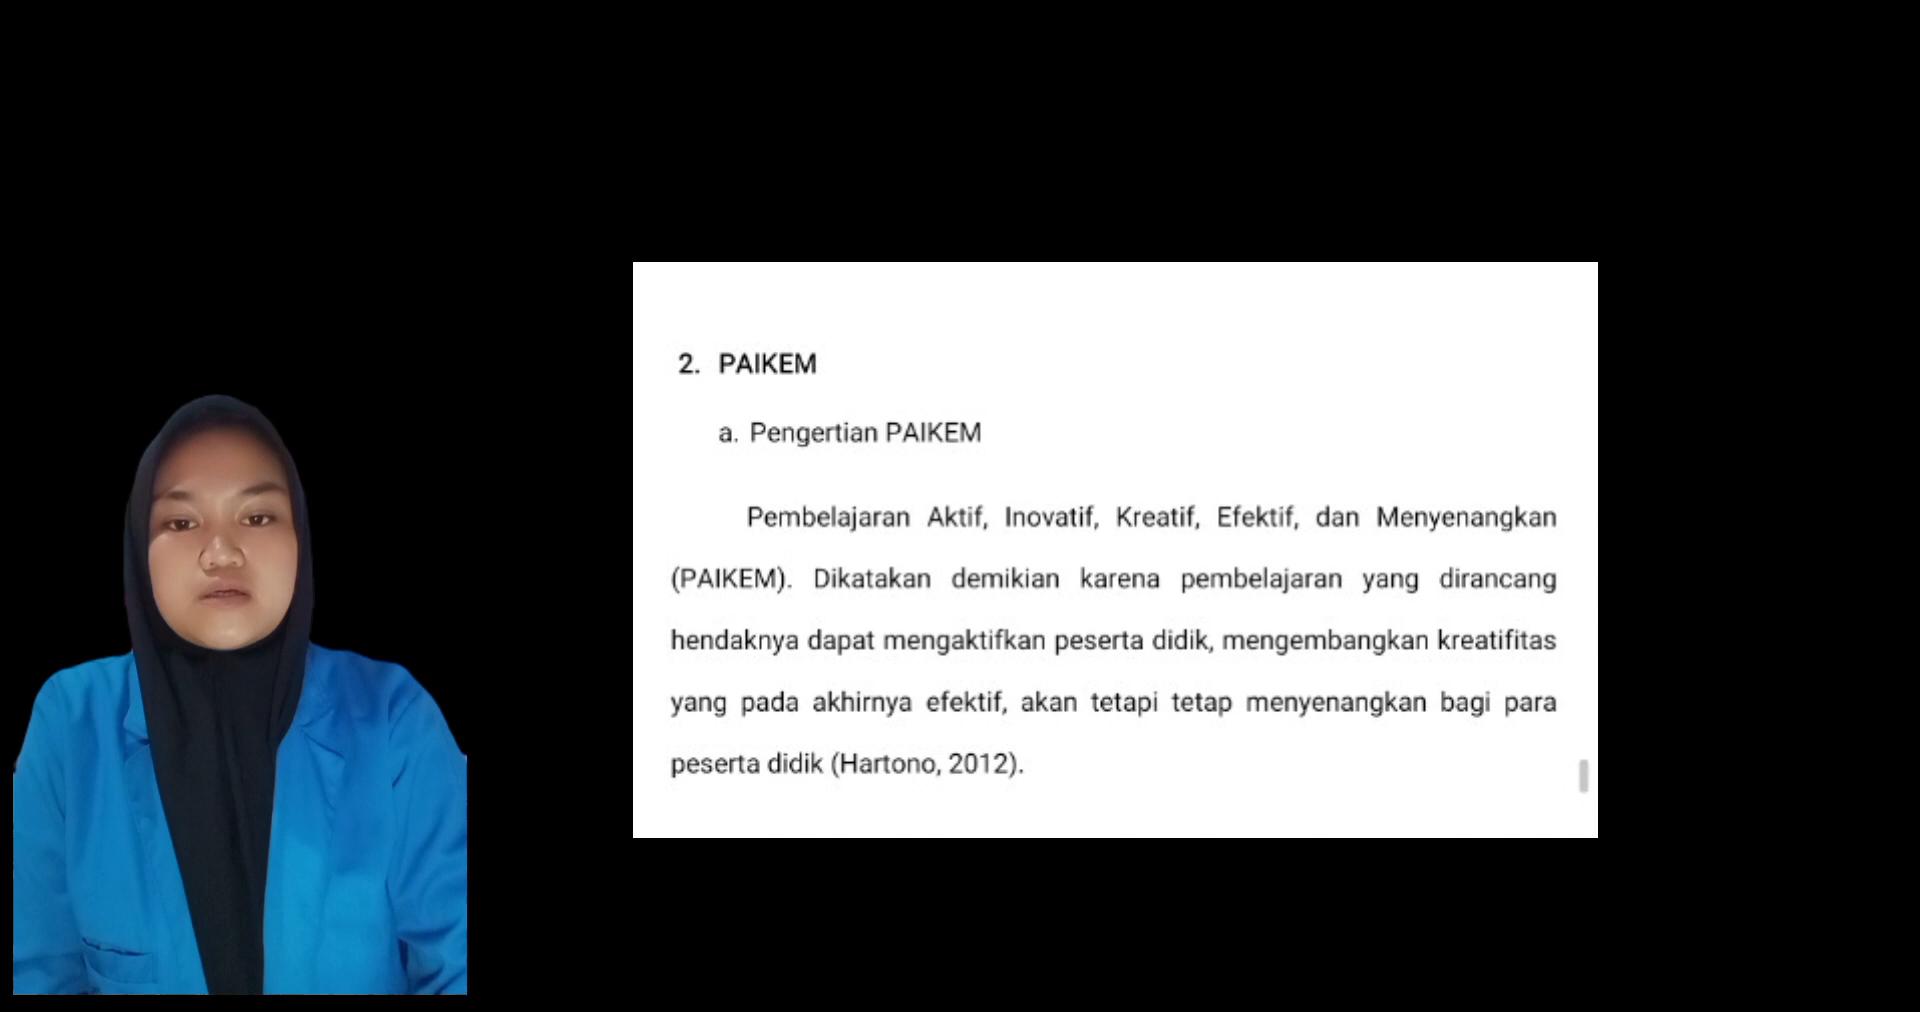 2. PAIKEM
a. Pengertian PAIKEM
Pembelajaran Aktif, Inovatif, Kreatif, Efektif, dan Menyenangkan
(PAIKEM). Dikatakan demikian karena pembelajaran yang dirancang
hendaknya dapat mengaktifkan peserta didik, mengembangkan kreatifitas
yang pada akhirnya efektif, akan tetapi tetap menyenangkan bagi para
peserta didik (Hartono, 2012).